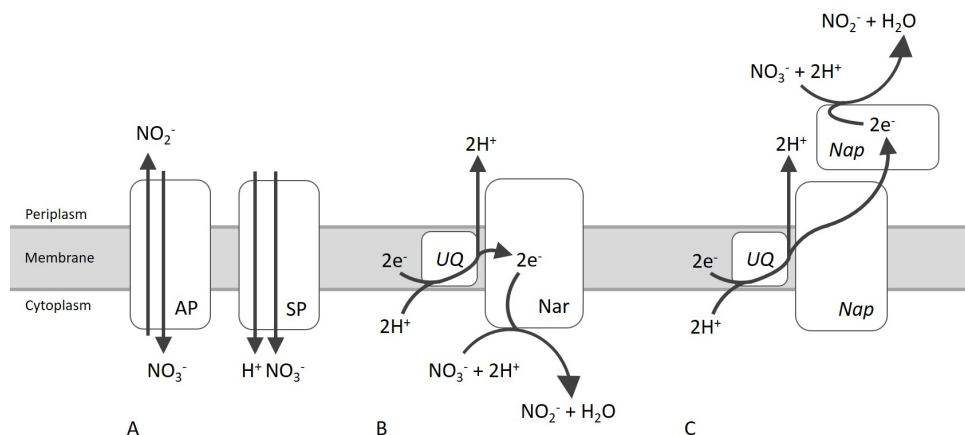 NO₂⁻ + H₂O
NO₃⁻ + 2H⁺
NO₂⁻
2H⁺
2H⁺
2e⁻
Nap
Periplasm
Membrane
2e⁻
UQ
2e⁻
2e⁻
UQ
Cytoplasm
AP
SP
Nar
Nap
2H⁺
2H⁺
NO₃⁻
H⁺ NO₃⁻
NO₃⁻ + 2H⁺
NO₂⁻ + H₂O
A
B
C